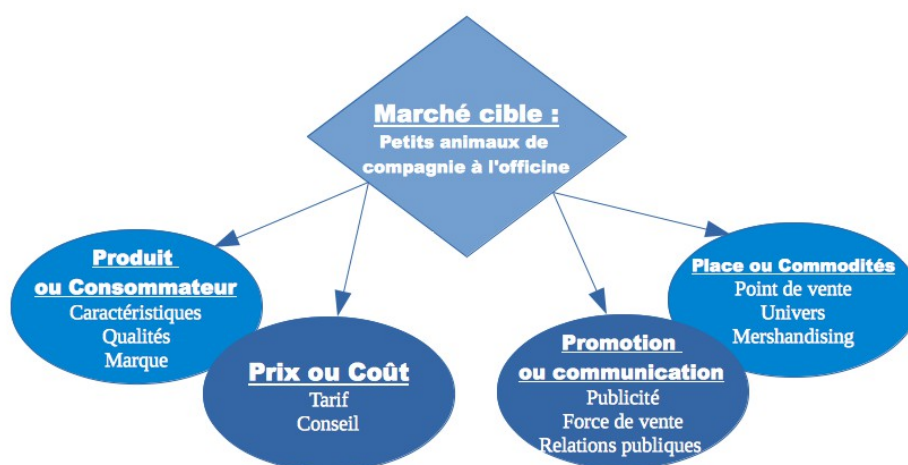 Marché cible :
Petits animaux de
compagnie à l'officine
Produit
ou Consommateur
Caractéristiques
Qualités
Marque
Prix ou Coût
Tarif
Conseil
Promotion
ou communication
Publicité
Force de vente
Relations publiques
Place ou Commodités
Point de vente
Univers
Mershandising